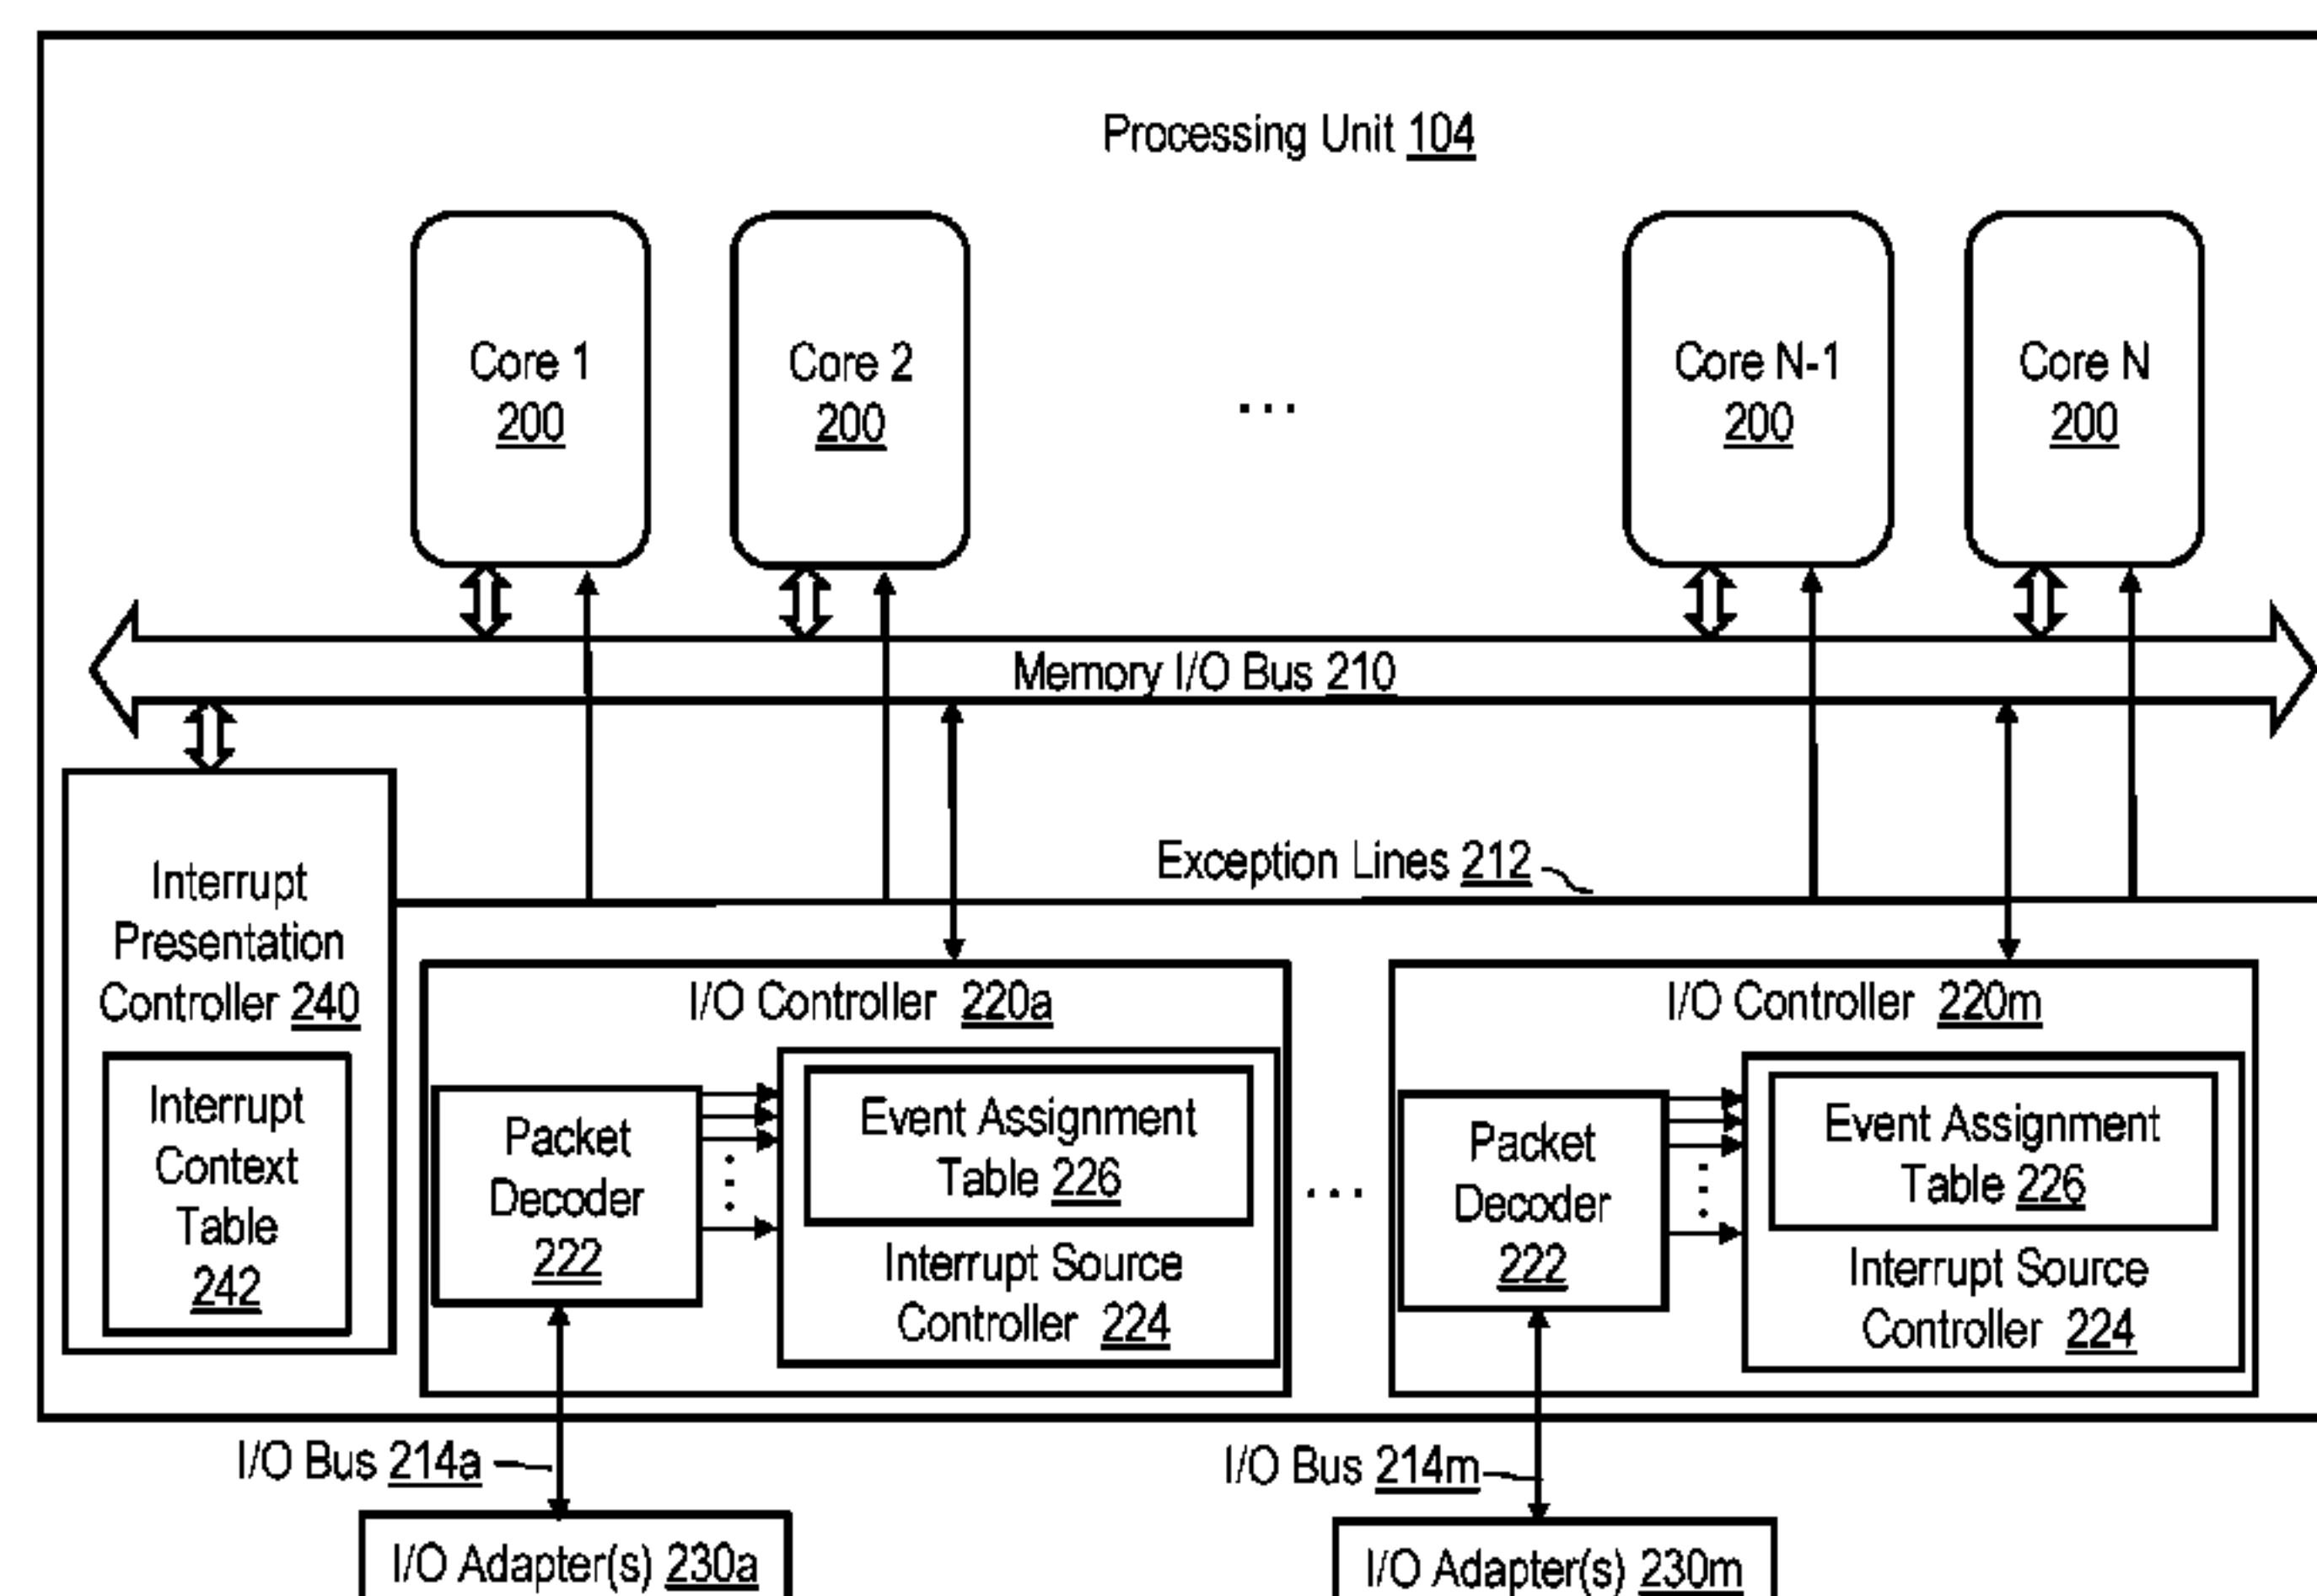 Processing Unit 104
Core 1
200
Core 2
200
...
Core N-1
200
Core N
200
Memory I/O Bus 210
Exception Lines 212
Interrupt
Presentation
Controller 240
Interrupt
Context
Table
242
I/O Controller 220a
Packet
Decoder
222
Event Assignment
Table 226
Interrupt Source
Controller 224
...
I/O Controller 220m
Packet
Decoder
222
Event Assignment
Table 226
Interrupt Source
Controller 224
I/O Bus 214a
I/O Bus 214m
I/O Adapter(s) 230a
I/O Adapter(s) 230m